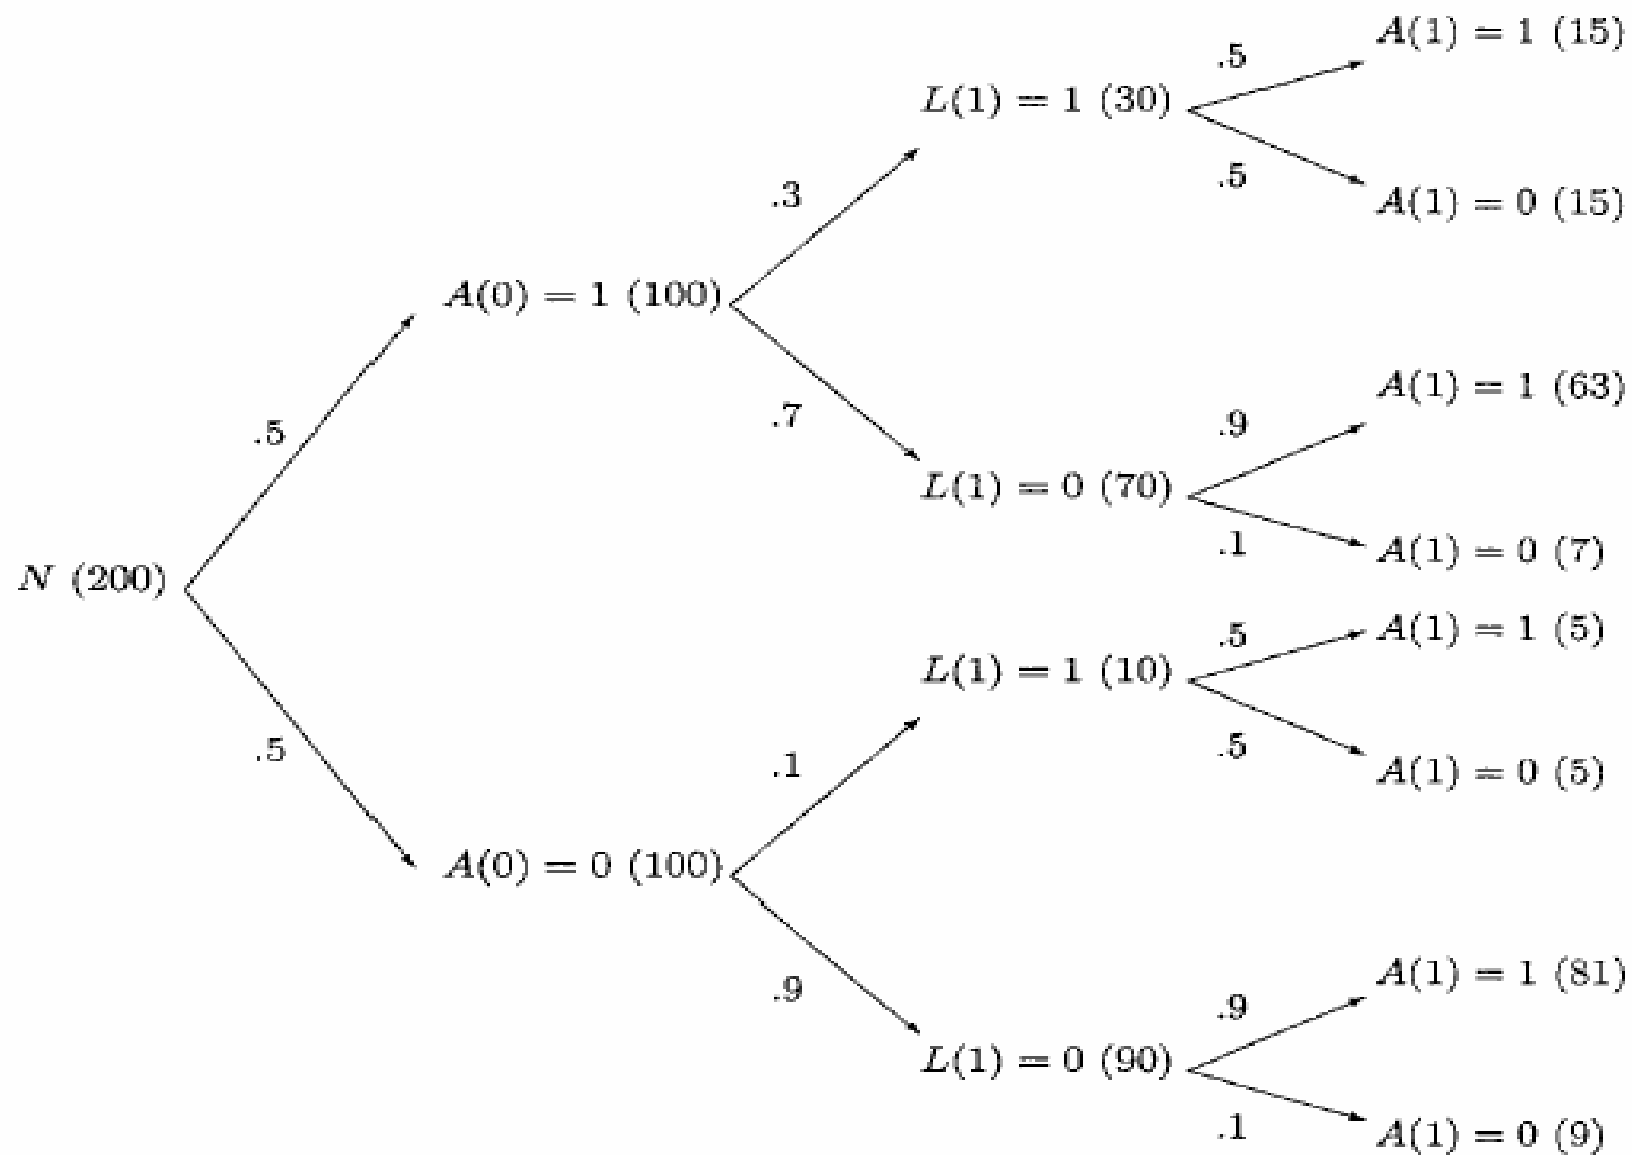 A(1) = 1 (15)
.5
L(1) = 1 (30)
.5
A(1) = 0 (15)
.3
A(0) = 1 (100)
.7
A(1) = 1 (63)
.9
L(1) = 0 (70)
.1
A(1) = 0 (7)
.5
N (200)
.5
A(1) = 1 (5)
.5
L(1) = 1 (10)
.5
A(1) = 0 (5)
.1
A(0) = 0 (100)
.9
A(1) = 1 (81)
.9
L(1) = 0 (90)
.1
A(1) = 0 (9)